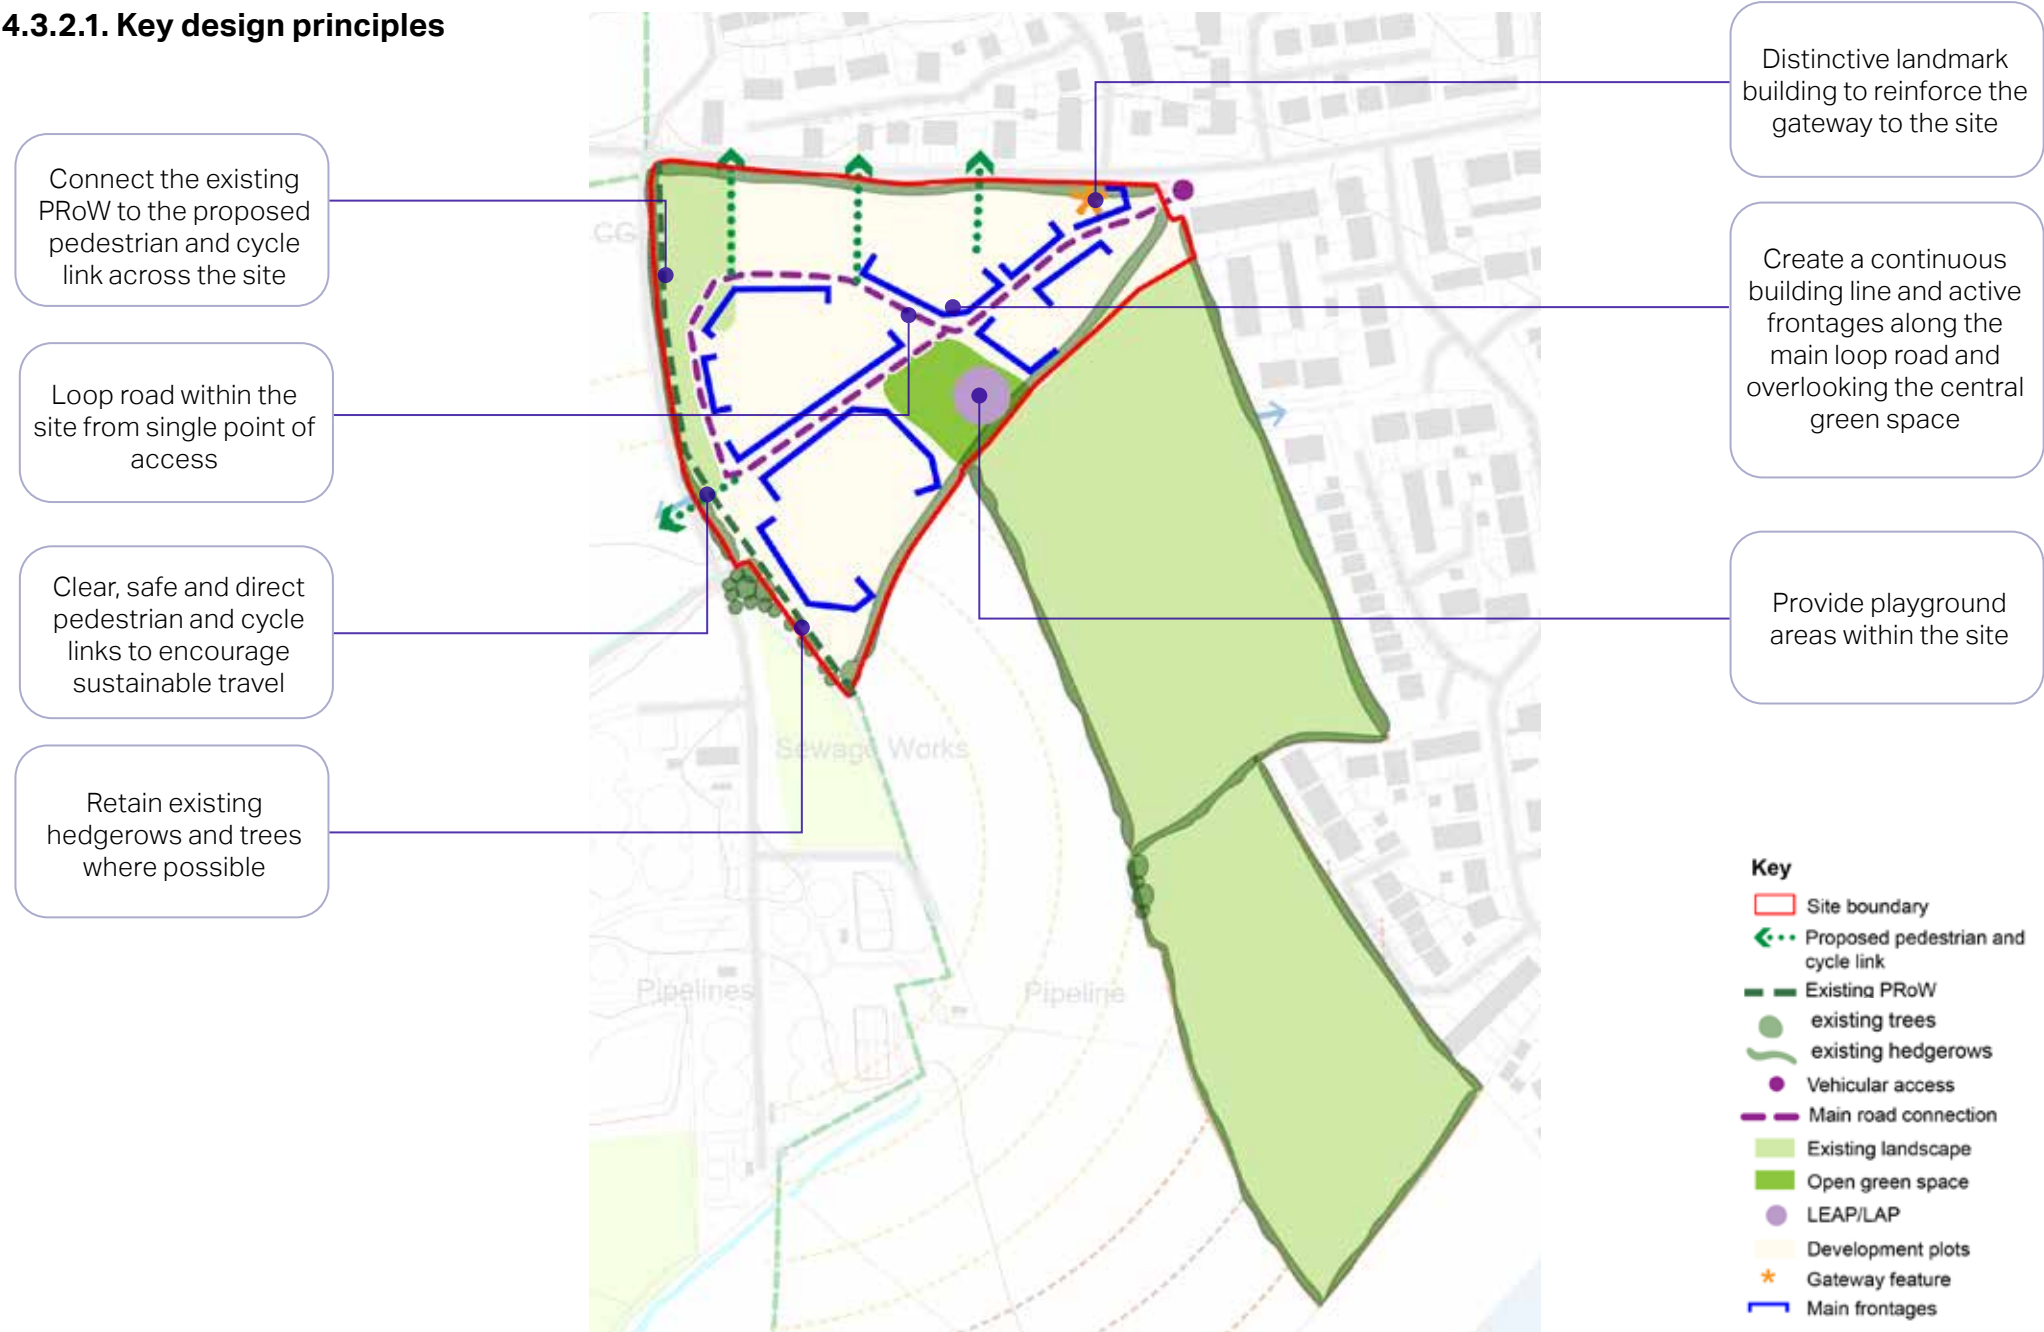 4.3.2.1. Key design principles
Connect the existing
PRoW to the proposed
pedestrian and cycle
link across the site
Loop road within the
site from single point of
access
Clear, safe and direct
pedestrian and cycle
links to encourage
sustainable travel
Retain existing
hedgerows and trees
where possible
Distinctive landmark
building to reinforce the
gateway to the site
Create a continuous
building line and active
frontages along the
main loop road and
overlooking the central
green space
Provide playground
areas within the site
GG
Sewage Works
Pipelines
Pipeline
Key
Site boundary
Proposed pedestrian and
cycle link
Existing PRoW
existing trees
existing hedgerows
Vehicular access
Main road connection
Existing landscape
Open green space
LEAP/LAP
Development plots
Gateway feature
Main frontages